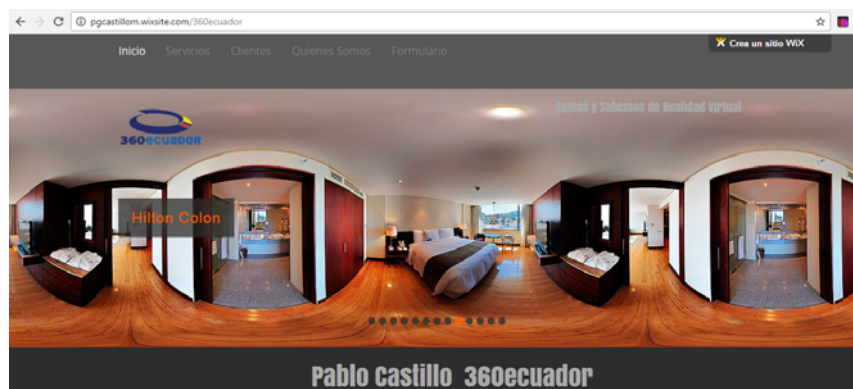 pgcastillom.wixsite.com/360ecuador
Inicio Servicios Clientes Quienes Somos Formulario
Crea un sitio WiX
Somos y Sabemos de Realidad Virtual
360ecuador
Hilton Colon
Pablo Castillo 360ecuador